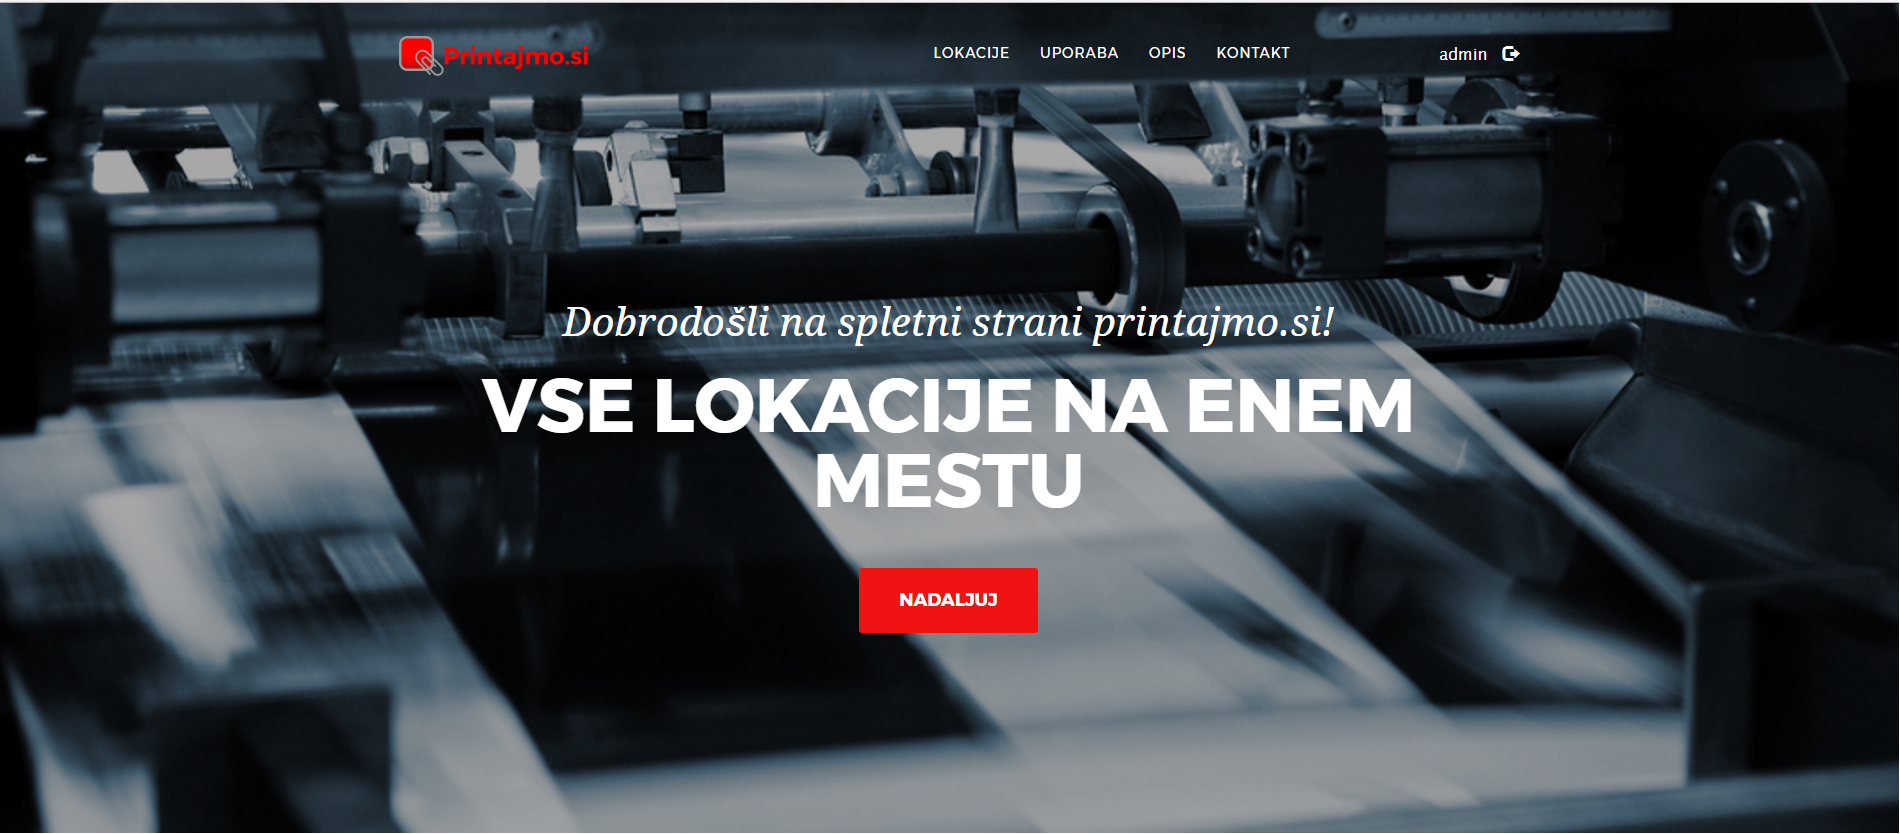 Printajmo.si
LOKACIJE UPORABA OPIS KONTAKT admin
Dobrodošli na spletni strani printajmo.si!
VSE LOKACIJE NA ENEM
MESTU
NADALJUJ